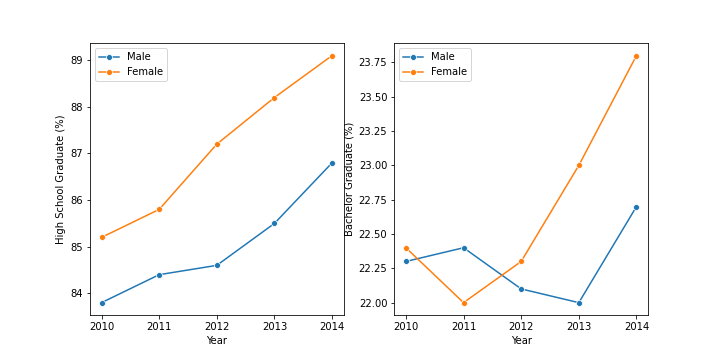 Male
Female
89
88
87
86
85
84
High School Graduate (%)
2010 2011 2012 2013 2014
Year
Male
Female
23.75
23.50
23.25
23.00
22.75
22.50
22.25
22.00
Bachelor Graduate (%)
2010 2011 2012 2013 2014
Year